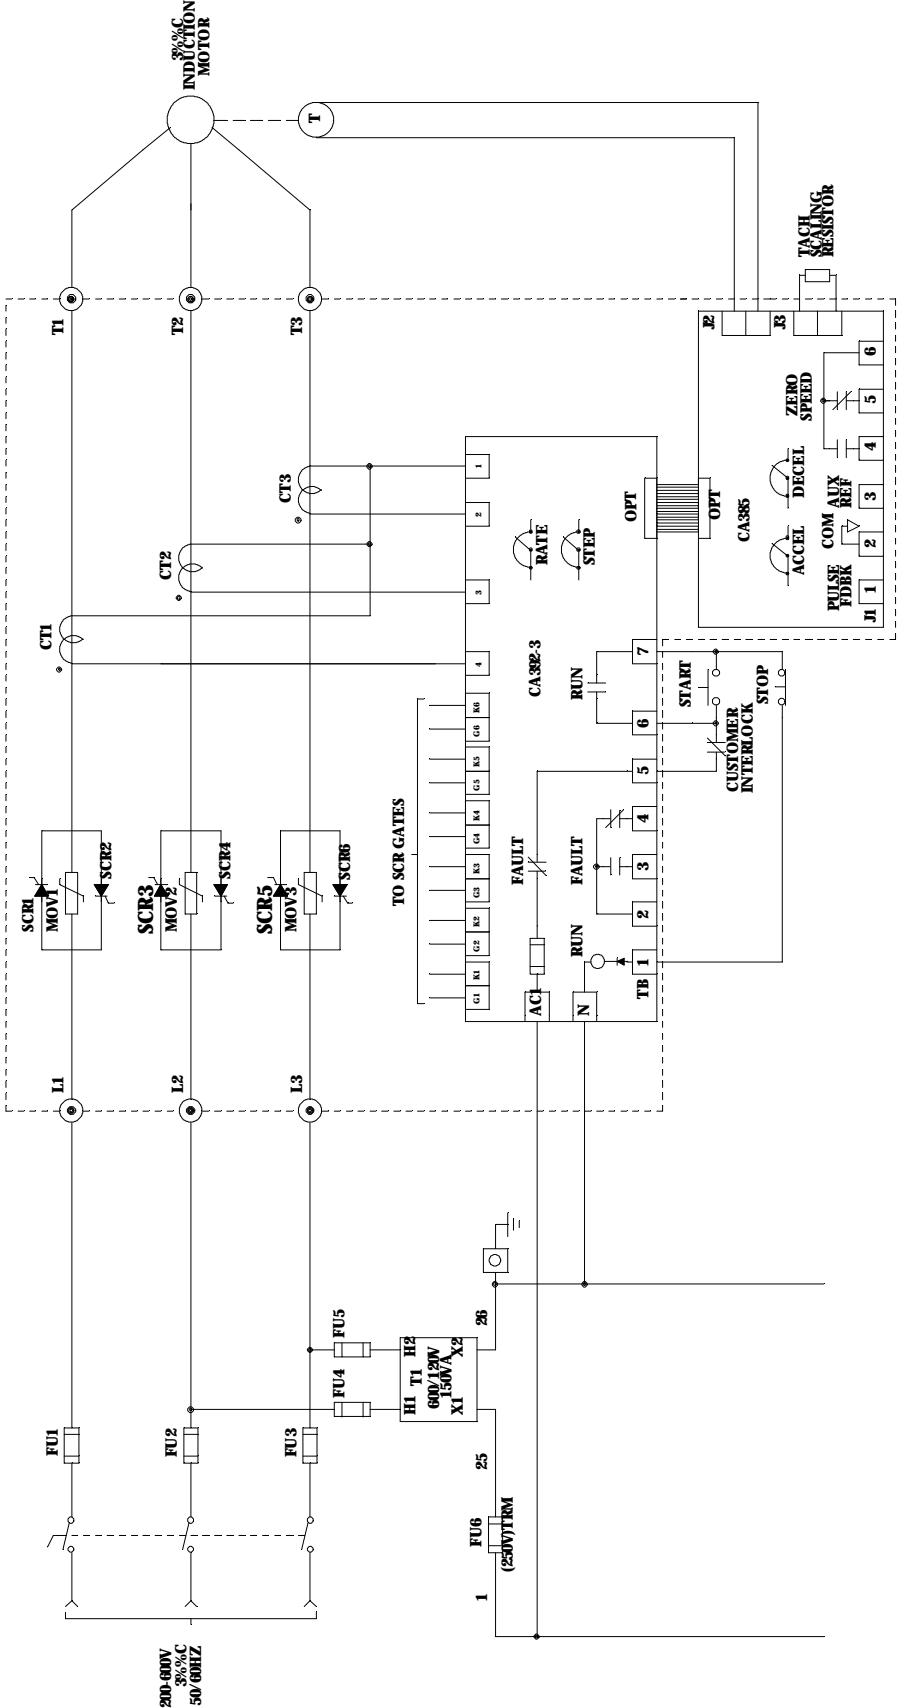 3%%C
INDUCTION
MOTOR
T
T1
T2
T3
TACH
SCALING
RESISTOR
J2
J3
ZERO
SPEED
6
5
4
3
2
1
J1
AUX
REF
COM
PULSE
FDBK
DECEL
ACCEL
CA385
OPT
OPT
CT1
CT2
CT3
1
2
3
4
RATE
STEP
CA392-3
RUN
7
6
5
4
3
2
1
TB
START
STOP
CUSTOMER
INTERLOCK
K6
G6
K5
G5
K4
G4
K3
G3
K2
G2
K1
G1
TO SCR GATES
FAULT
FAULT
RUN
AC1
N
SCR1
MOV1
SCR2
SCR3
MOV2
SCR4
SCR5
MOV3
SCR6
L1
L2
L3
FU5
FU4
H1
H2
T1
600/120V
150VA
X1
X2
26
25
FU1
FU2
FU3
FU6
(250V)TRM
1
200-600V
3%%C
50/60HZ